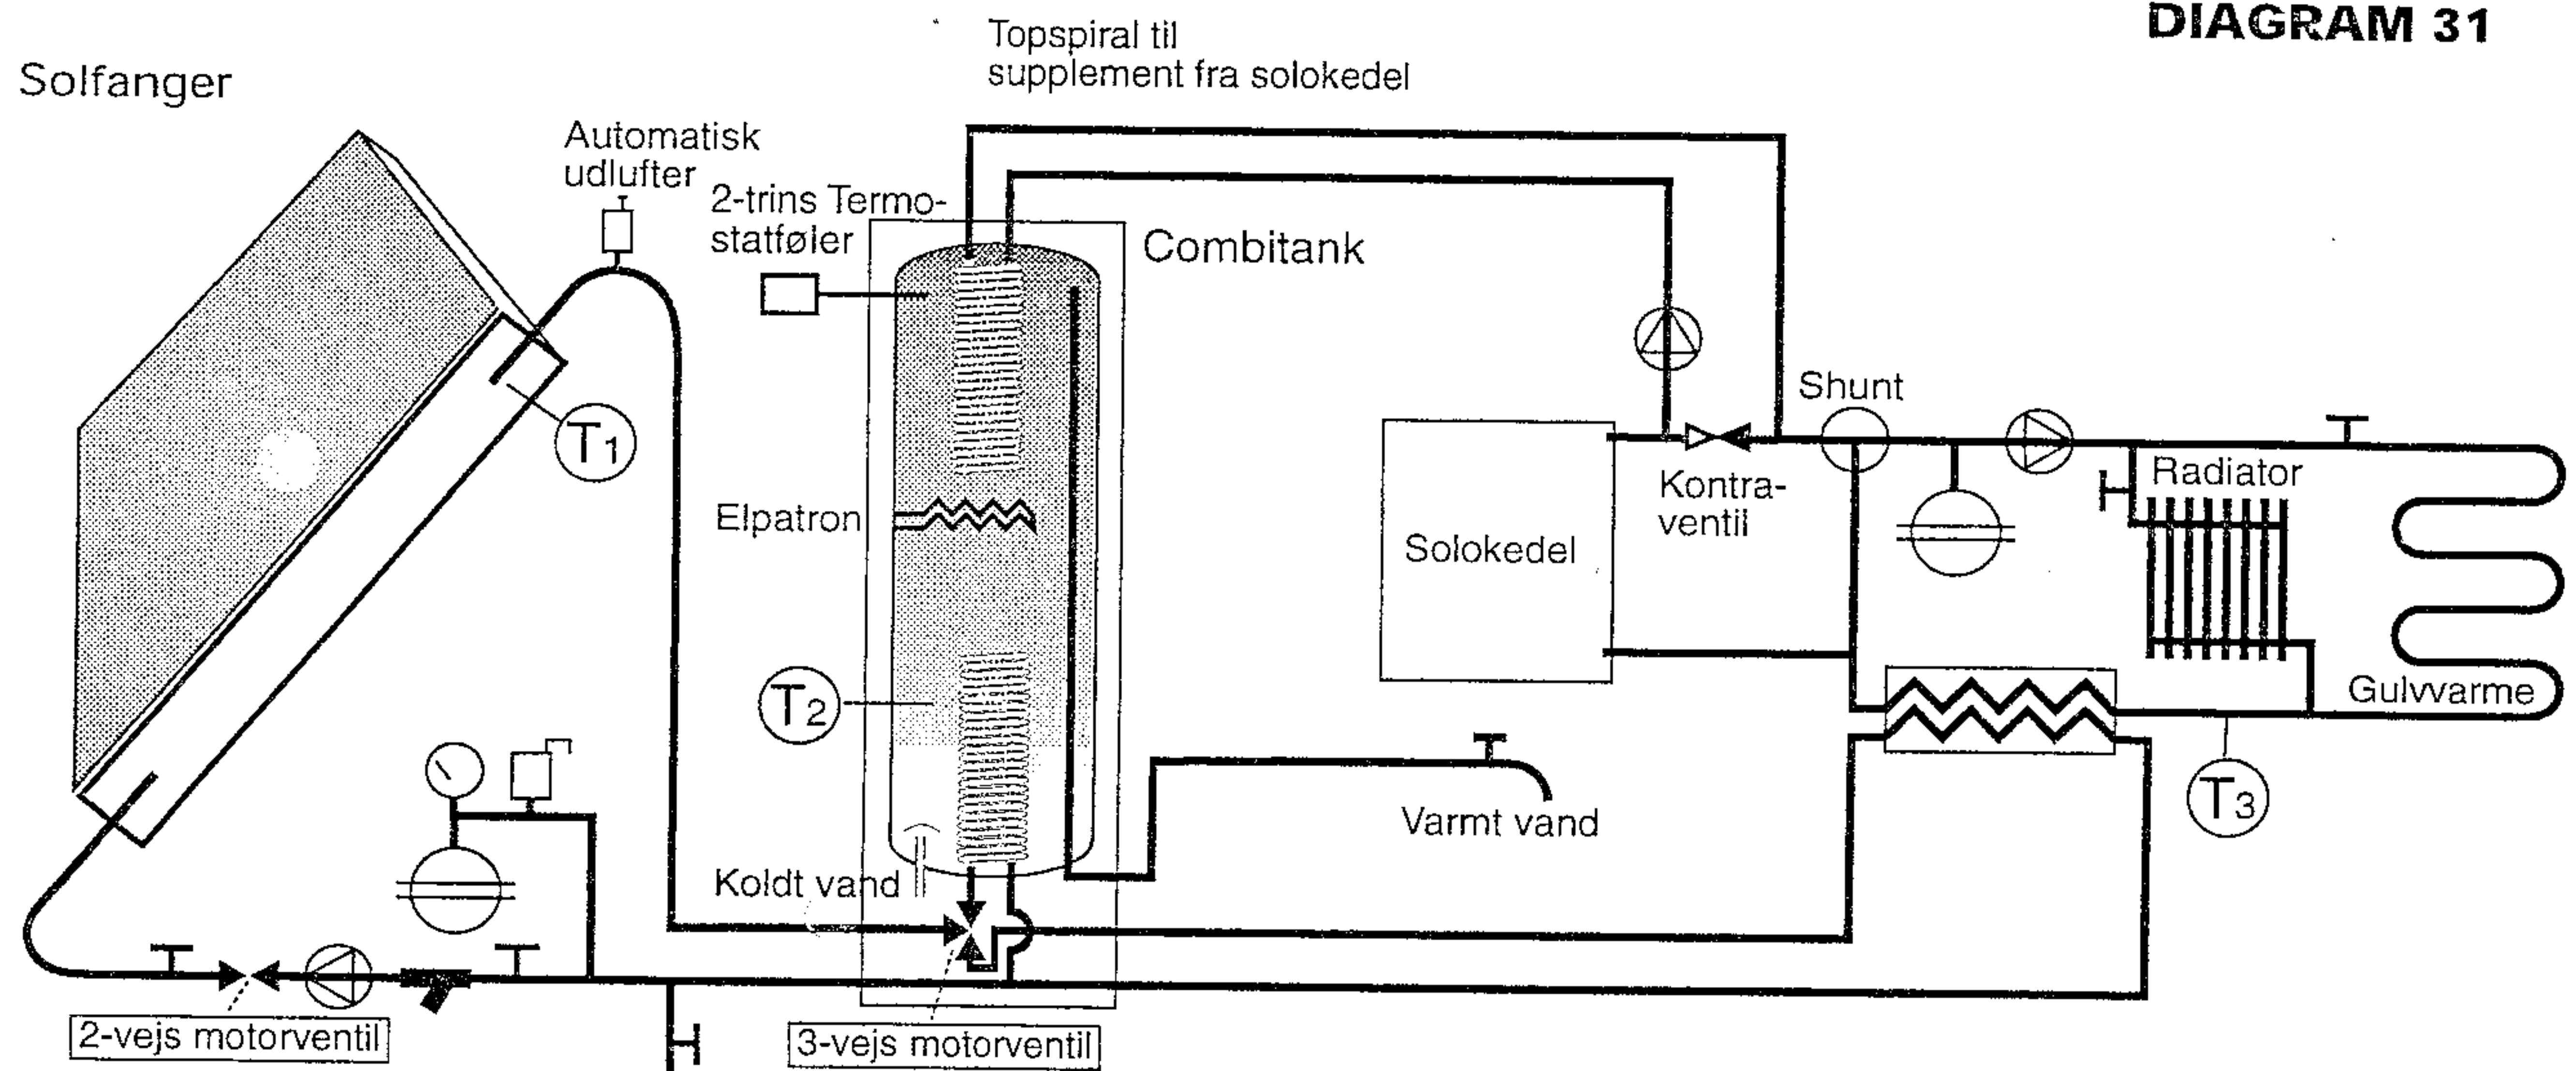 DIAGRAM 31
Topspiral til
supplement fra solokedel
Solfanger
Automatisk
udlufter
2-trins Termo-
statføler
Combitank
Shunt
T1
Kontra-
ventil
Radiator
Elpatron
Solokedel
T2
Gulvvarme
T3
Varmt vand
Koldt vand
2-vejs motorventil
3-vejs motorventil